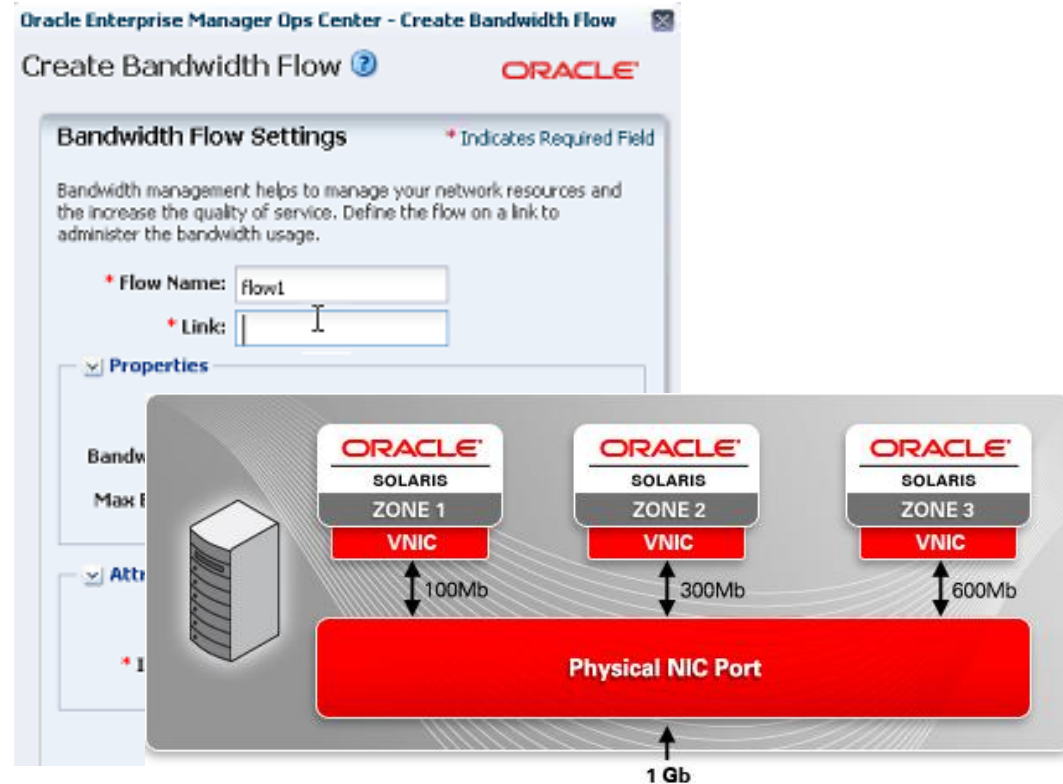 Oracle Enterprise Manager Ops Center - Create Bandwidth Flow
Create Bandwidth Flow
ORACLE
Bandwidth Flow Settings
* Indicates Required Field
Bandwidth management helps to manage your network resources and
the increase the quality of service. Define the flow on a link to
administer the bandwidth usage.
* Flow Name: flow1
* Link:
Properties
Bandw
Max
Attr
* I
ORACLE
SOLARIS
ZONE 1
VNIC
100Mb
ORACLE
SOLARIS
ZONE 2
VNIC
300Mb
ORACLE
SOLARIS
ZONE 3
VNIC
600Mb
Physical NIC Port
1 Gb